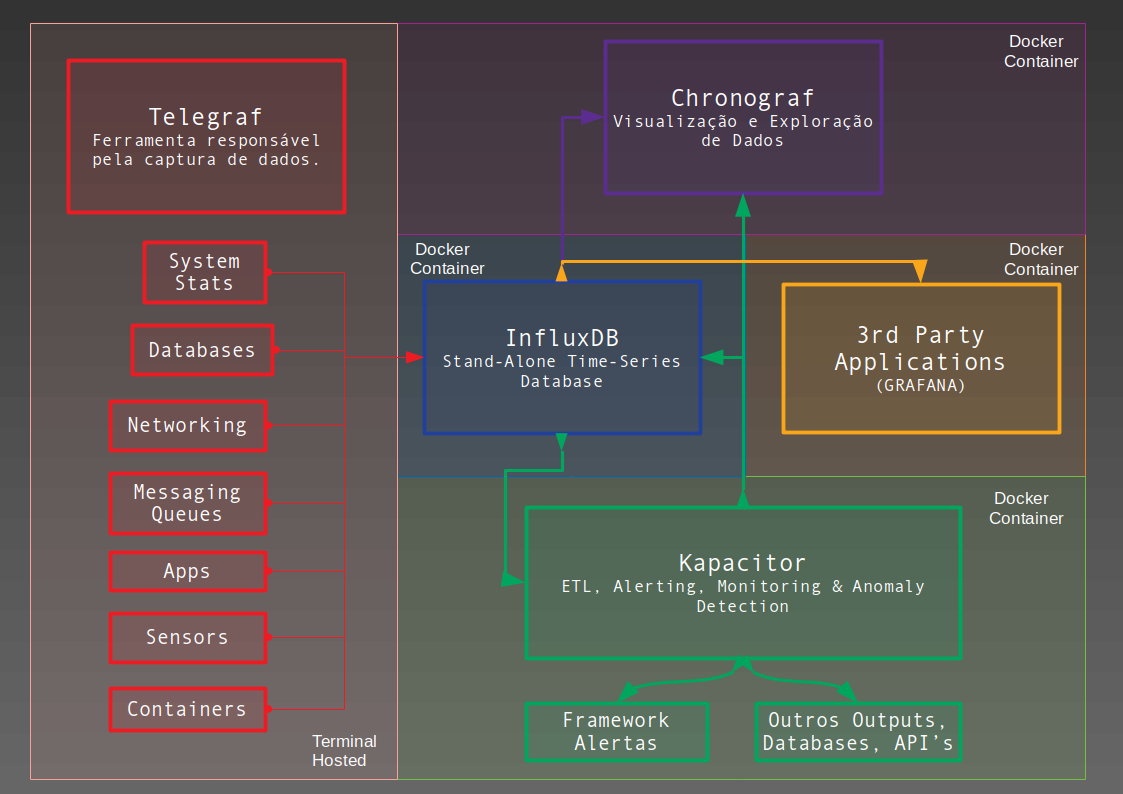 Telegraf
Ferramenta responsável
pela captura de dados.
System
Stats
Databases
Networking
Messaging
Queues
Apps
Sensors
Containers
Terminal
Hosted
Docker
Container
Chronograf
Visualização e Exploração
de Dados
Docker
Container
InfluxDB
Stand-Alone Time-Series
Database
Docker
Container
3rd Party
Applications
(GRAFANA)
Docker
Container
Kapacitor
ETL, Alerting, Monitoring & Anomaly
Detection
Framework
Alertas
Outros Outputs,
Databases, API’s